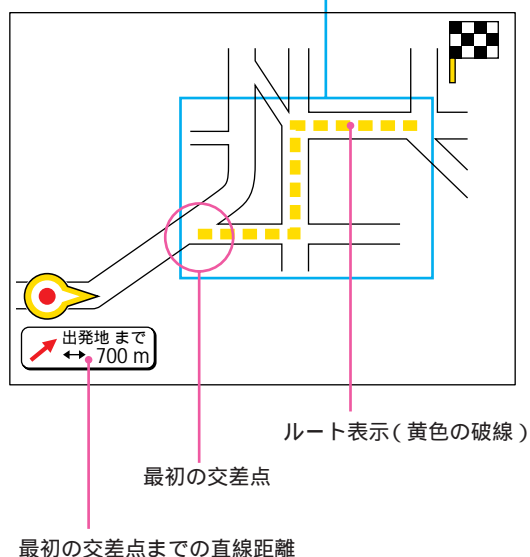 出発地 まで
↔ 700 m
ルート表示(黄色の破線)
最初の交差点
最初の交差点までの直線距離